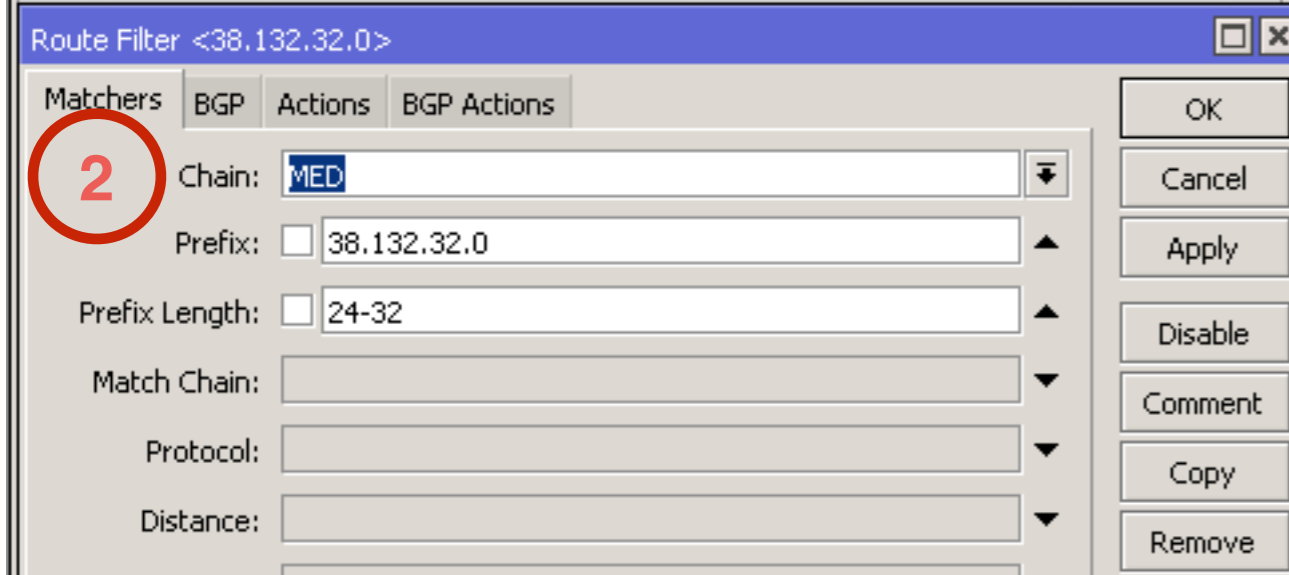 Route Filter <38.132.32.0>
Matchers BGP Actions BGP Actions
OK
2 Chain: MED
Cancel
Prefix: 38.132.32.0
Apply
Prefix Length: 24-32
Disable
Match Chain:
Comment
Protocol:
Copy
Distance:
Remove